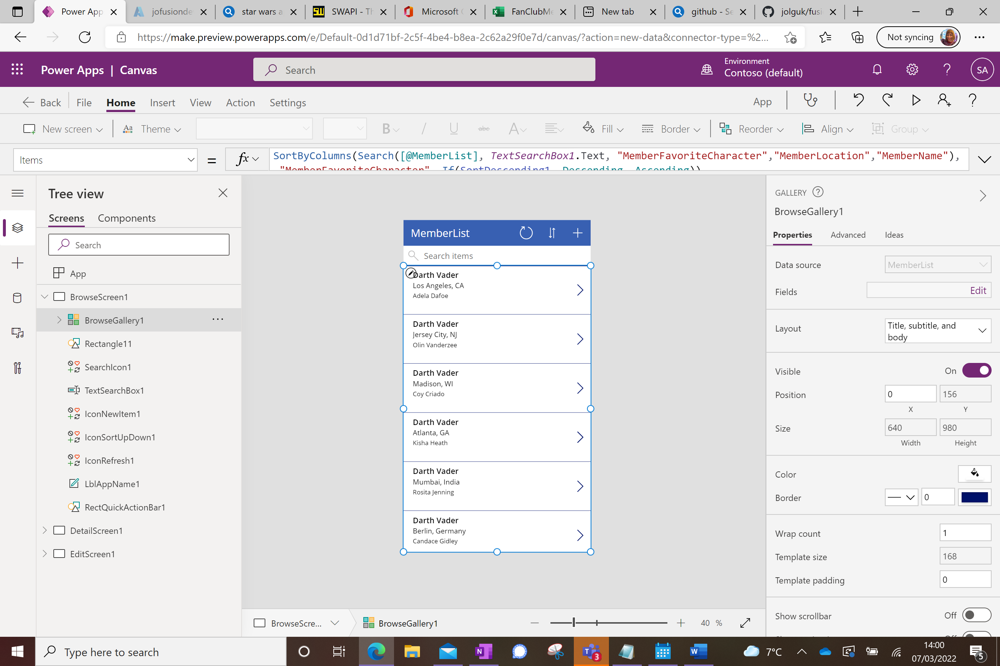 Power App
jofusionde
star wars a
SWAPI - Th
Microsoft
FanClubMe
New tab
github - Se
jolguk/fusi
https://make.preview.powerapps.com/e/Default-0d1d71bf-2c5f-4be4-b8ea-2c62a29f0e7d/canvas/?action=new-data&connector-type=%2...
Not syncing
Power Apps | Canvas
Search
Environment
Contoso (default)
SA
Back
File
Home
Insert
View
Action
Settings
App
New screen
Theme
B
/
U
abc
A
Fill
Border
Reorder
Align
Group
Items
=
fx
SortByColumns(Search([@MemberList], TextSearchBox1.Text, "MemberFavoriteCharacter","MemberLocation","MemberName"),
"MemberFavoriteCharacter", If(SortDescending1, Descending, Ascending))
Tree view
Screens
Components
Search
App
BrowseScreen1
BrowseGallery1
Rectangle11
SearchIcon1
TextSearchBox1
IconNewItem1
IconSortUpDown1
IconRefresh1
LblAppName1
RectQuickActionBar1
DetailScreen1
EditScreen1
MemberList
Search items
Darth Vader
Los Angeles, CA
Adela Dafoe
Darth Vader
Jersey City, NJ
Olin Vanderzee
Darth Vader
Madison, WI
Coy Criado
Darth Vader
Atlanta, GA
Kisha Heath
Darth Vader
Mumbai, India
Rosita Jenning
Darth Vader
Berlin, Germany
Candace Gidley
BrowseScre...
BrowseGallery1
40 %
GALLERY
BrowseGallery1
Properties
Advanced
Ideas
Data source
MemberList
Fields
Edit
Layout
Title, subtitle, and
body
Visible
On
Position
0
156
X
Y
Size
640
980
Width
Height
Color
Border
0
Wrap count
1
Template size
168
Template padding
0
Show scrollbar
Off
Type here to search
3
7°C
14:00
07/03/2022
5